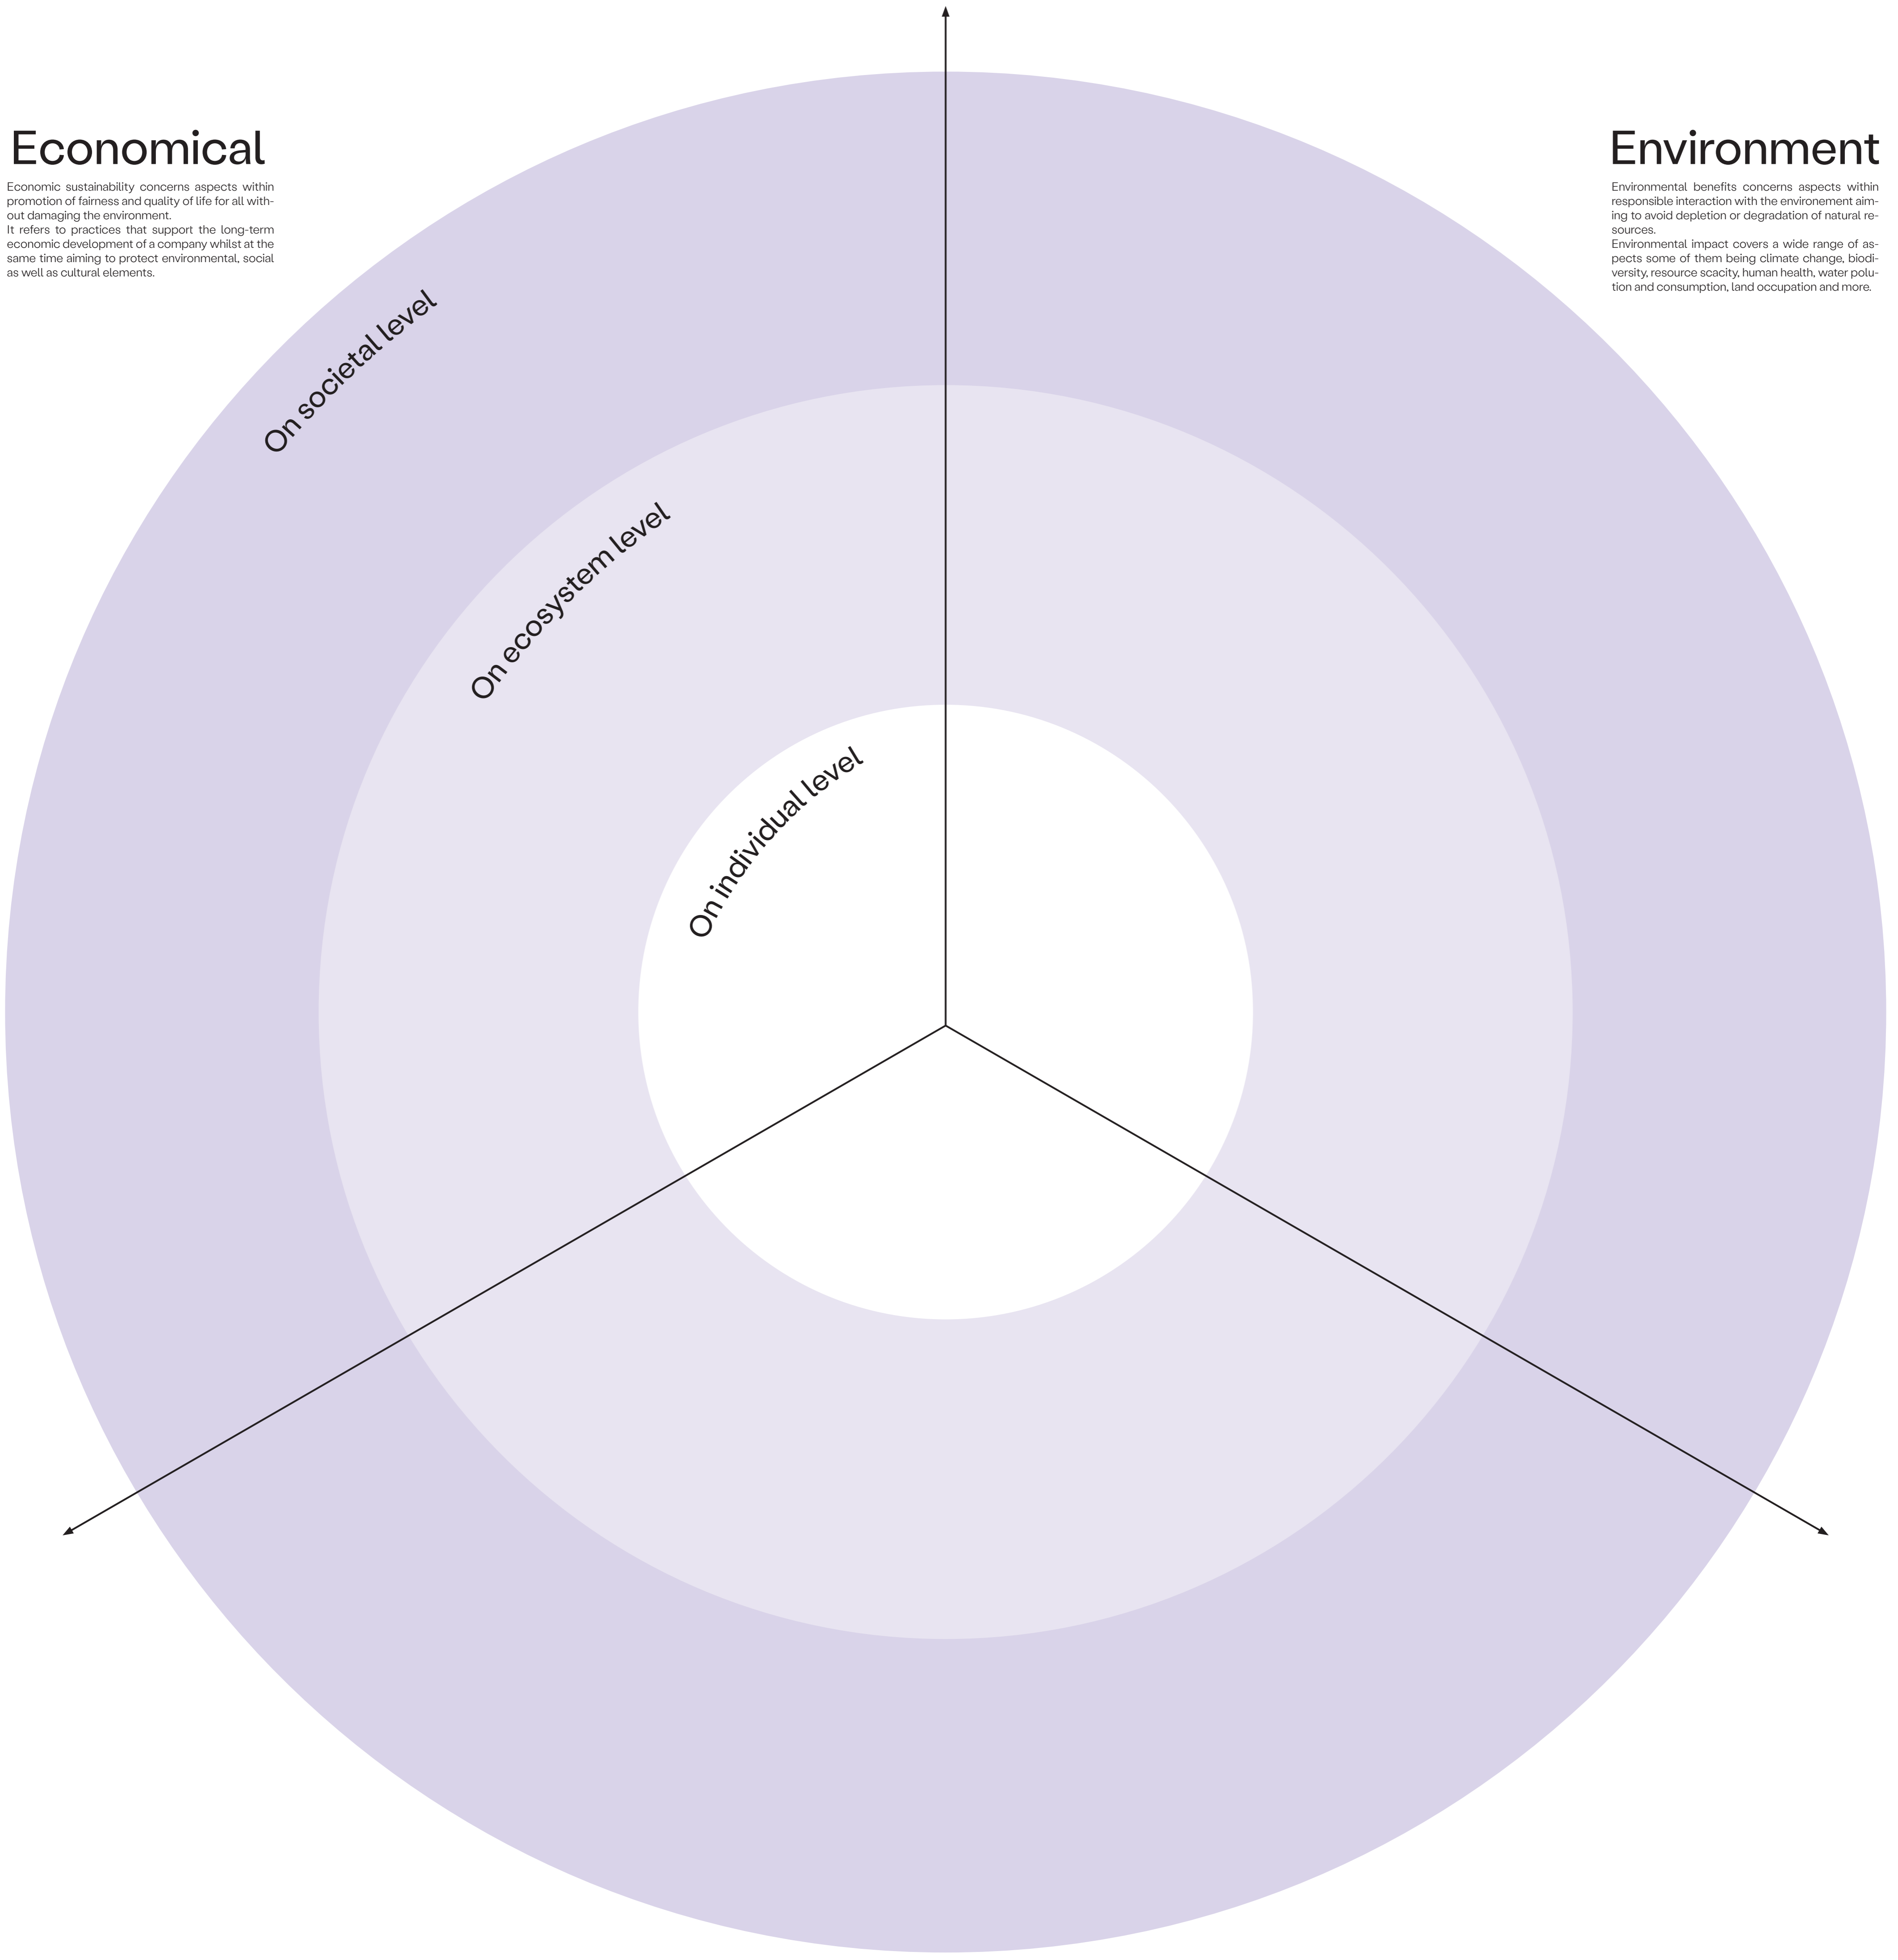 Economical
Economic sustainability concerns aspects within
promotion of fairness and quality of life for all with-
out damaging the environment.
It refers to practices that support the long-term
economic development of a company whilst at the
same time aiming to protect environmental, social
as well as cultural elements.
Environment
Environmental benefits concerns aspects within
responsible interaction with the environement aim-
ing to avoid depletion or degradation of natural re-
sources.
Environmental impact covers a wide range of as-
pects some of them being climate change, biodi-
versity, resource scacity, human health, water polu-
tion and consumption, land occupation and more.
On societal level
On ecosystem level
On individual level